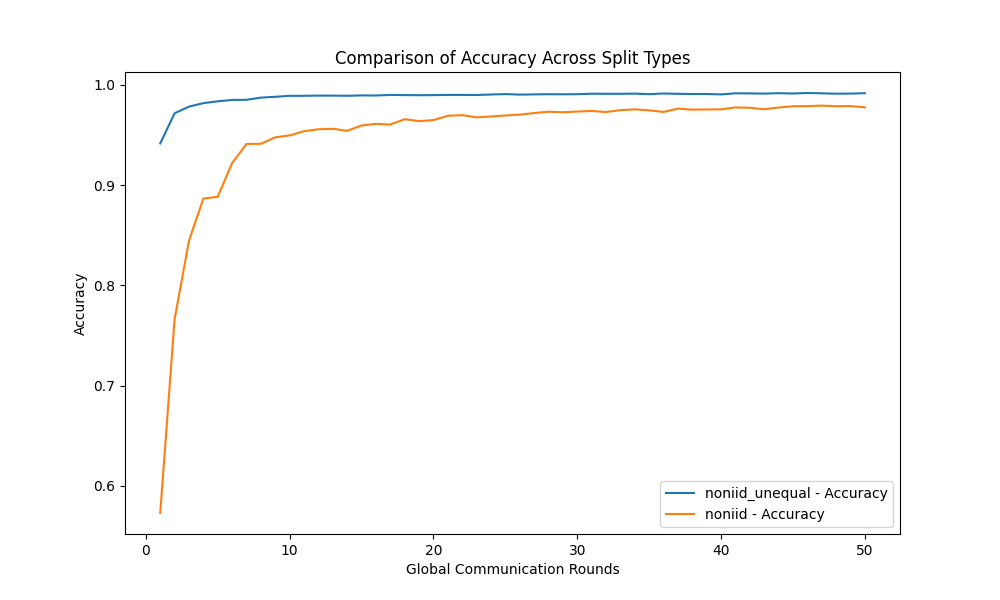 Comparison of Accuracy Across Split Types
1.0
0.9
0.8
0.7
0.6
Accuracy
noniid_unequal - Accuracy
noniid - Accuracy
0 10 20 30 40 50
Global Communication Rounds